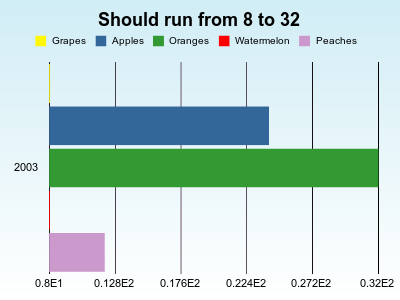 Should run from 8 to 32
Grapes Apples Oranges Watermelon Peaches
2003
0.8E1 0.128E2 0.176E2 0.224E2 0.272E2 0.32E2